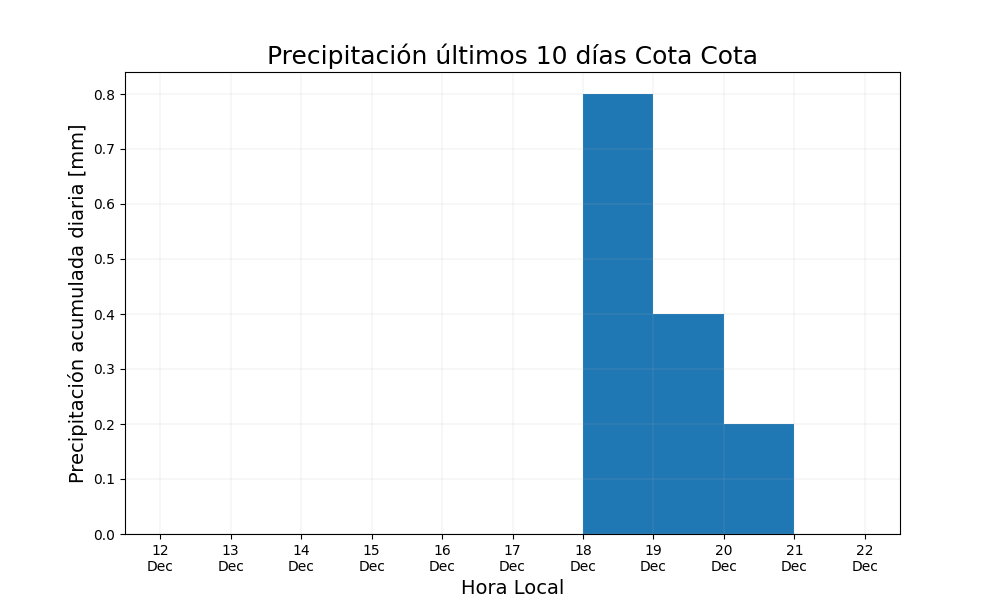 Precipitación últimos 10 días Cota Cota
Precipitación acumulada diaria [mm]
0.8
0.7
0.6
0.5
0.4
0.3
0.2
0.1
0.0
12 13 14 15 16 17 18 19 20 21 22
Dec Dec Dec Dec Dec Dec Dec Dec Dec Dec Dec
Hora Local